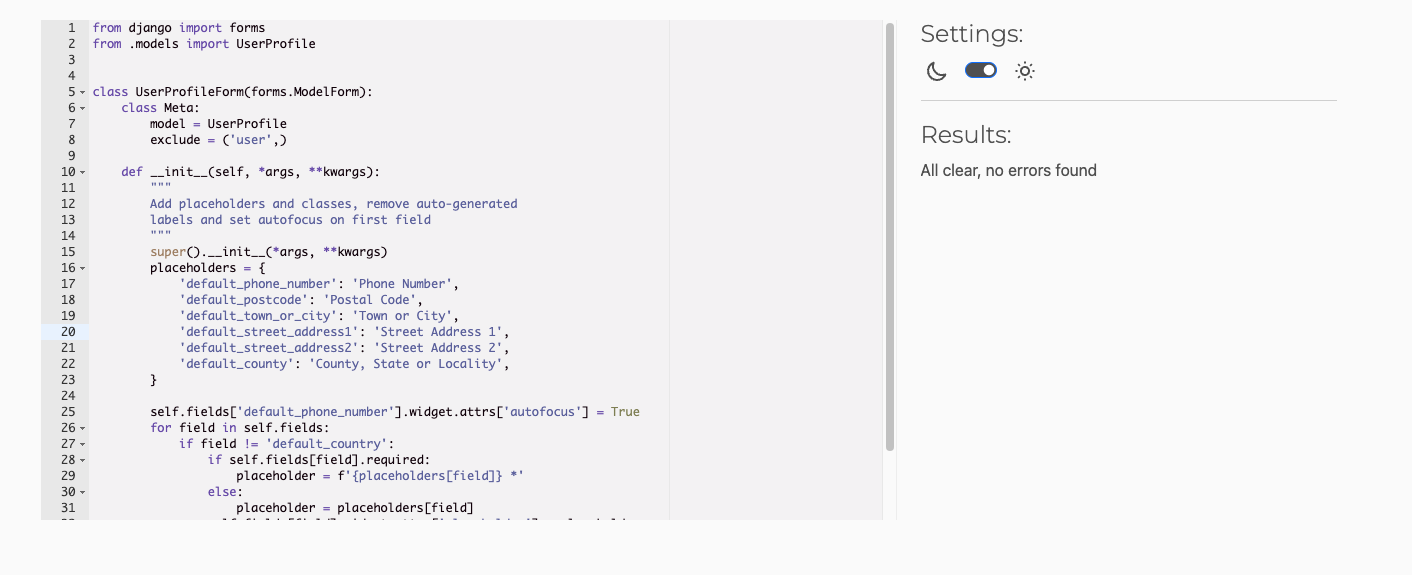 1 from django import forms
2 from .models import UserProfile
3
4
5 class UserProfileForm(forms.ModelForm):
6     class Meta:
7         model = UserProfile
8         exclude = ('user',)
9
10     def __init__(self, *args, **kwargs):
11         """
12         Add placeholders and classes, remove auto-generated
13         labels and set autofocus on first field
14         """
15         super().__init__(*args, **kwargs)
16         placeholders = {
17             'default_phone_number': 'Phone Number',
18             'default_postcode': 'Postal Code',
19             'default_town_or_city': 'Town or City',
20             'default_street_address1': 'Street Address 1',
21             'default_street_address2': 'Street Address 2',
22             'default_county': 'County, State or Locality',
23         }
24
25         self.fields['default_phone_number'].widget.attrs['autofocus'] = True
26         for field in self.fields:
27             if field != 'default_country':
28                 if self.fields[field].required:
29                     placeholder = f'{placeholders[field]} *'
30                 else:
31                     placeholder = placeholders[field]
Settings:
Results:
All clear, no errors found